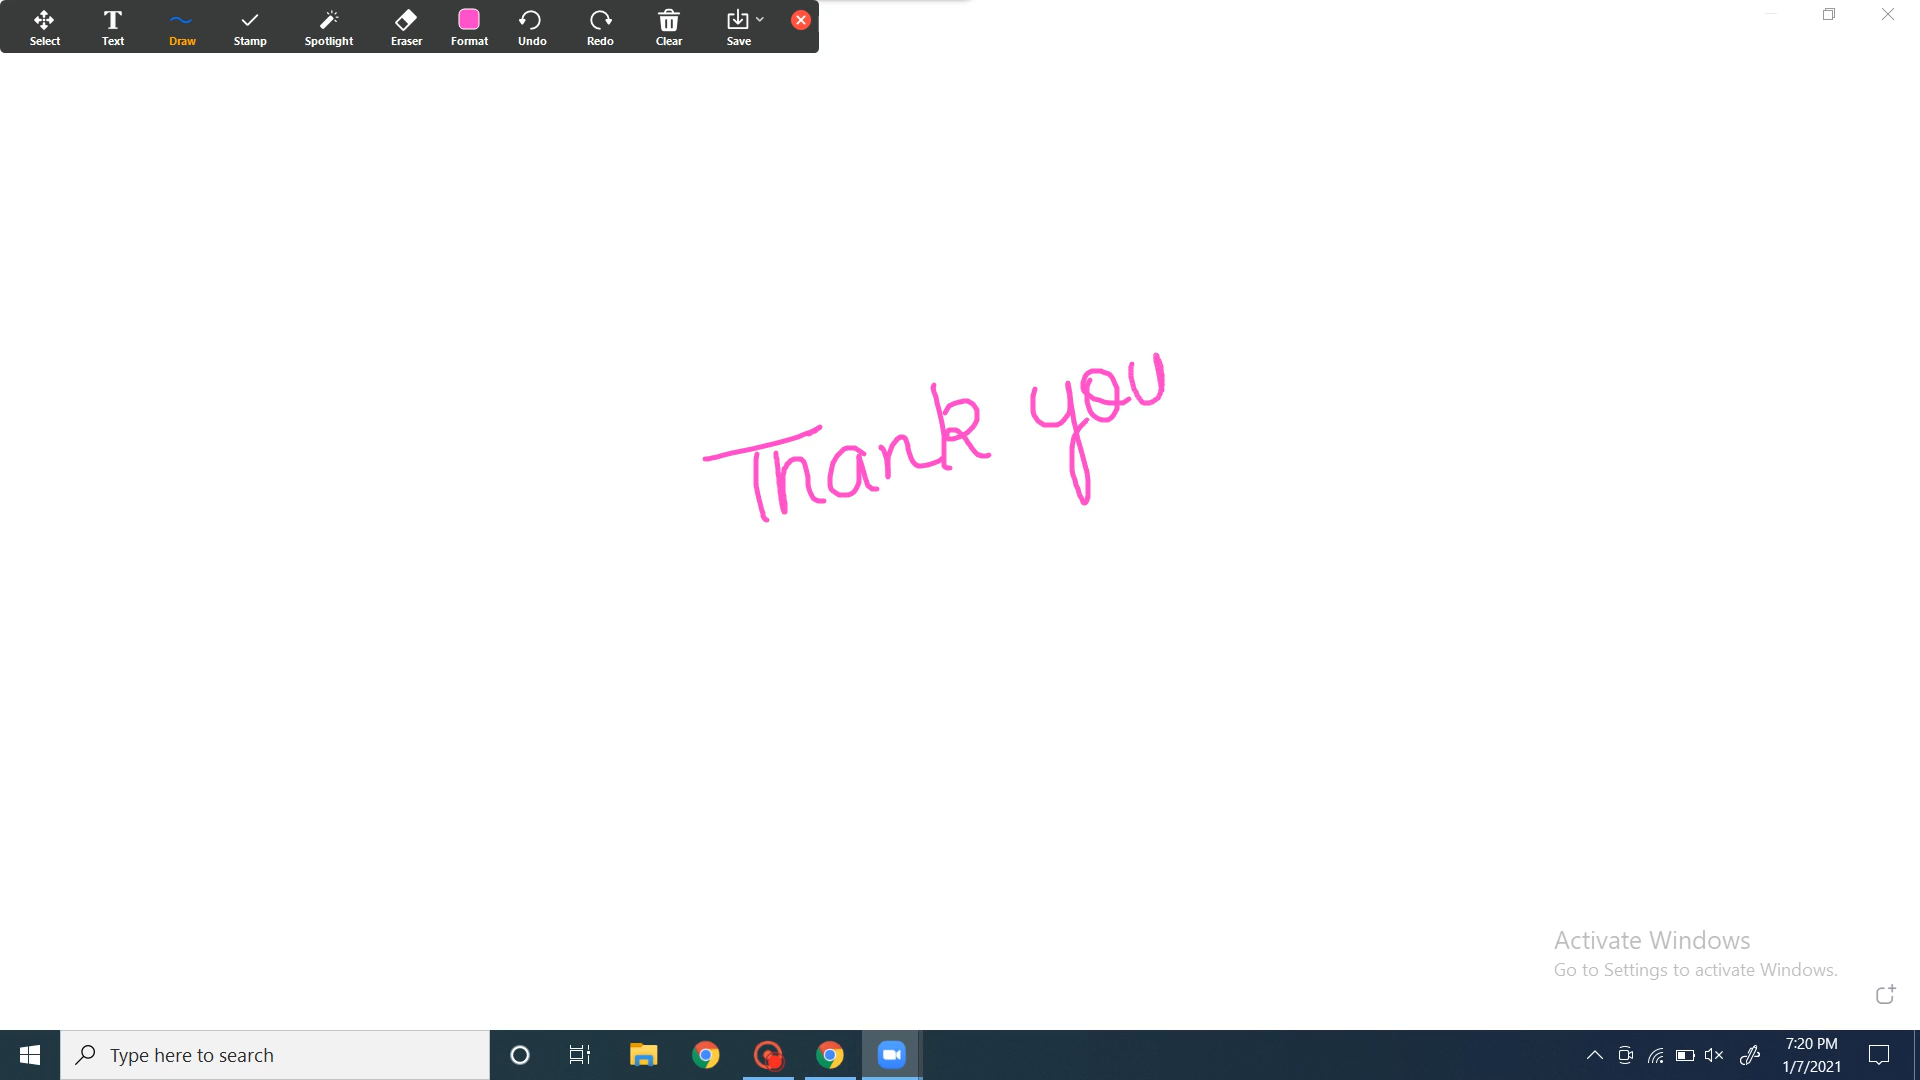 Select Text Draw Stamp Spotlight Eraser Format Undo Redo Clear Save
Thank you
Activate Windows
Go to Settings to activate Windows.
Type here to search
7:20 PM
1/7/2021